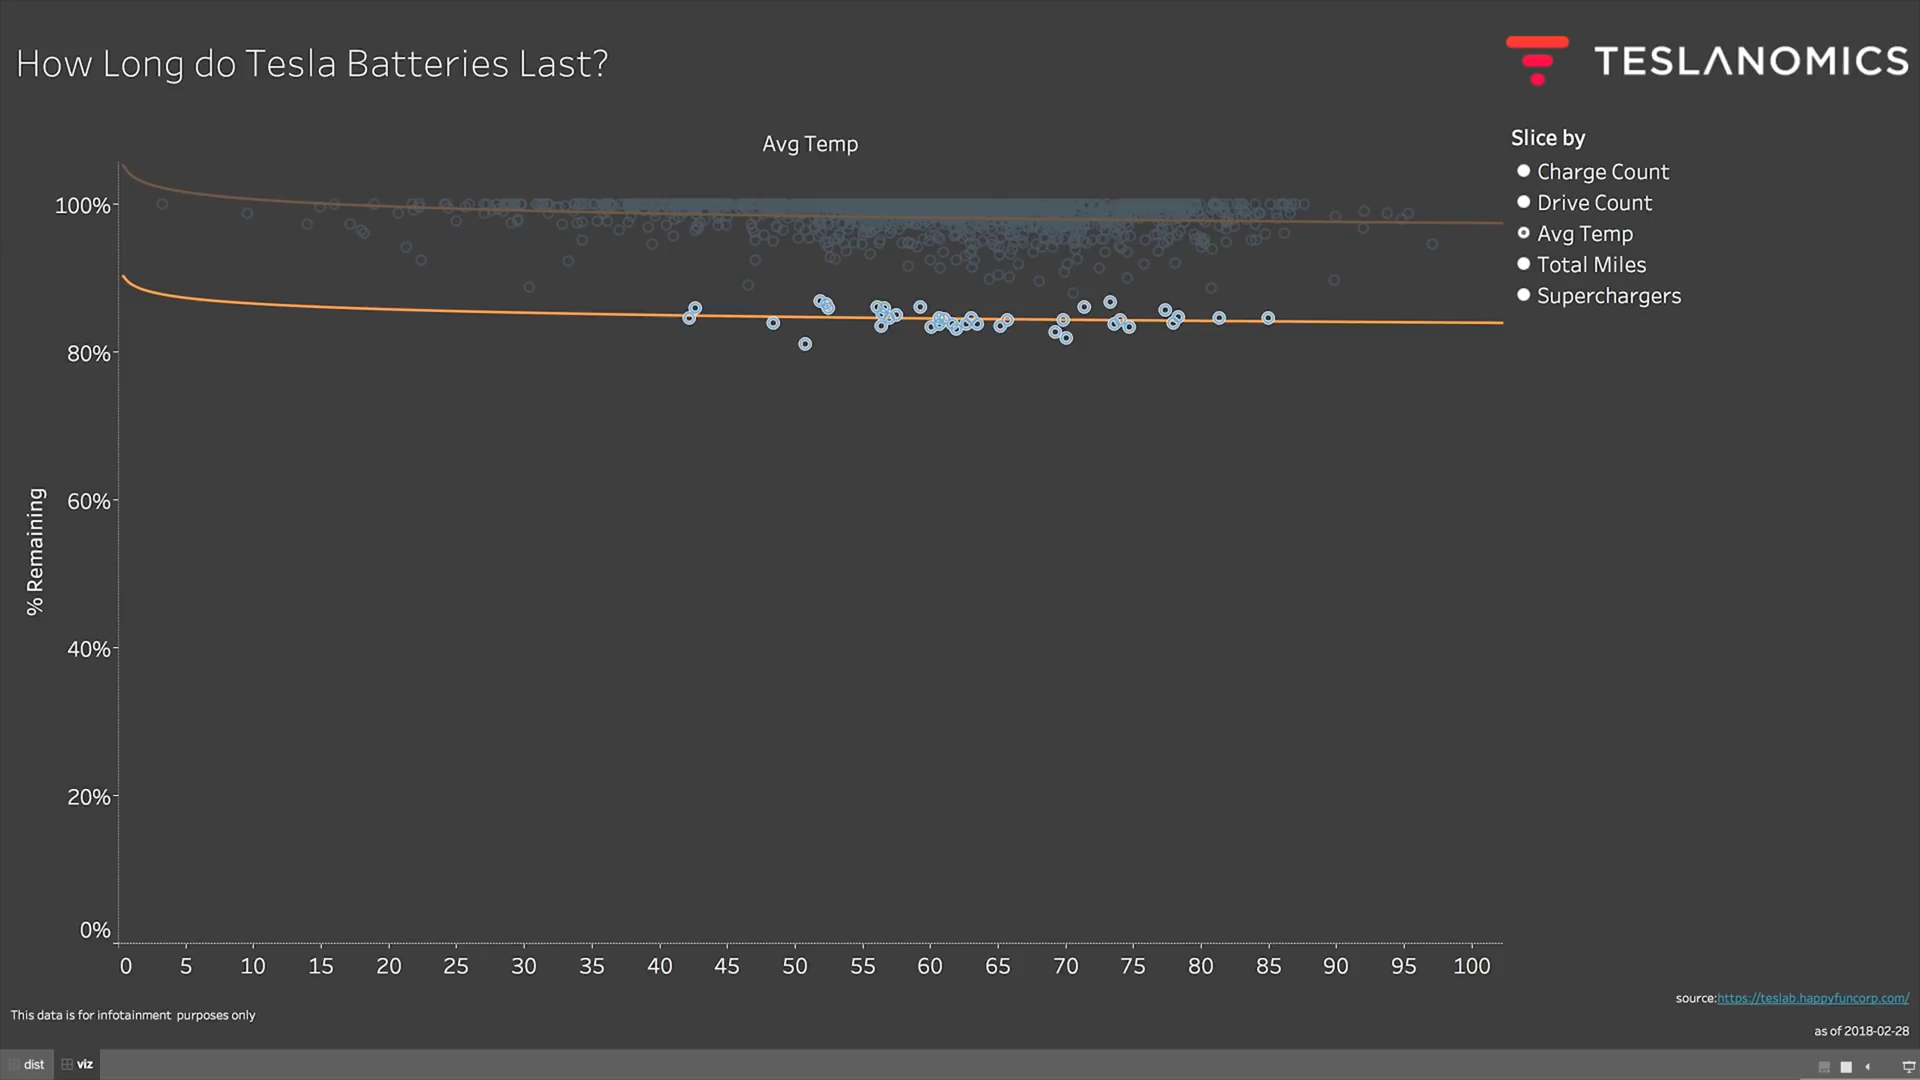 How Long do Tesla Batteries Last?
TESLANOMICS
Avg Temp
Slice by
Charge Count
Drive Count
Avg Temp
Total Miles
Superchargers
100%
80%
60%
40%
20%
0%
% Remaining
0 5 10 15 20 25 30 35 40 45 50 55 60 65 70 75 80 85 90 95 100
source:https://teslab.happyfuncorp.com/
This data is for infotainment purposes only
as of 2018-02-28
dist viz